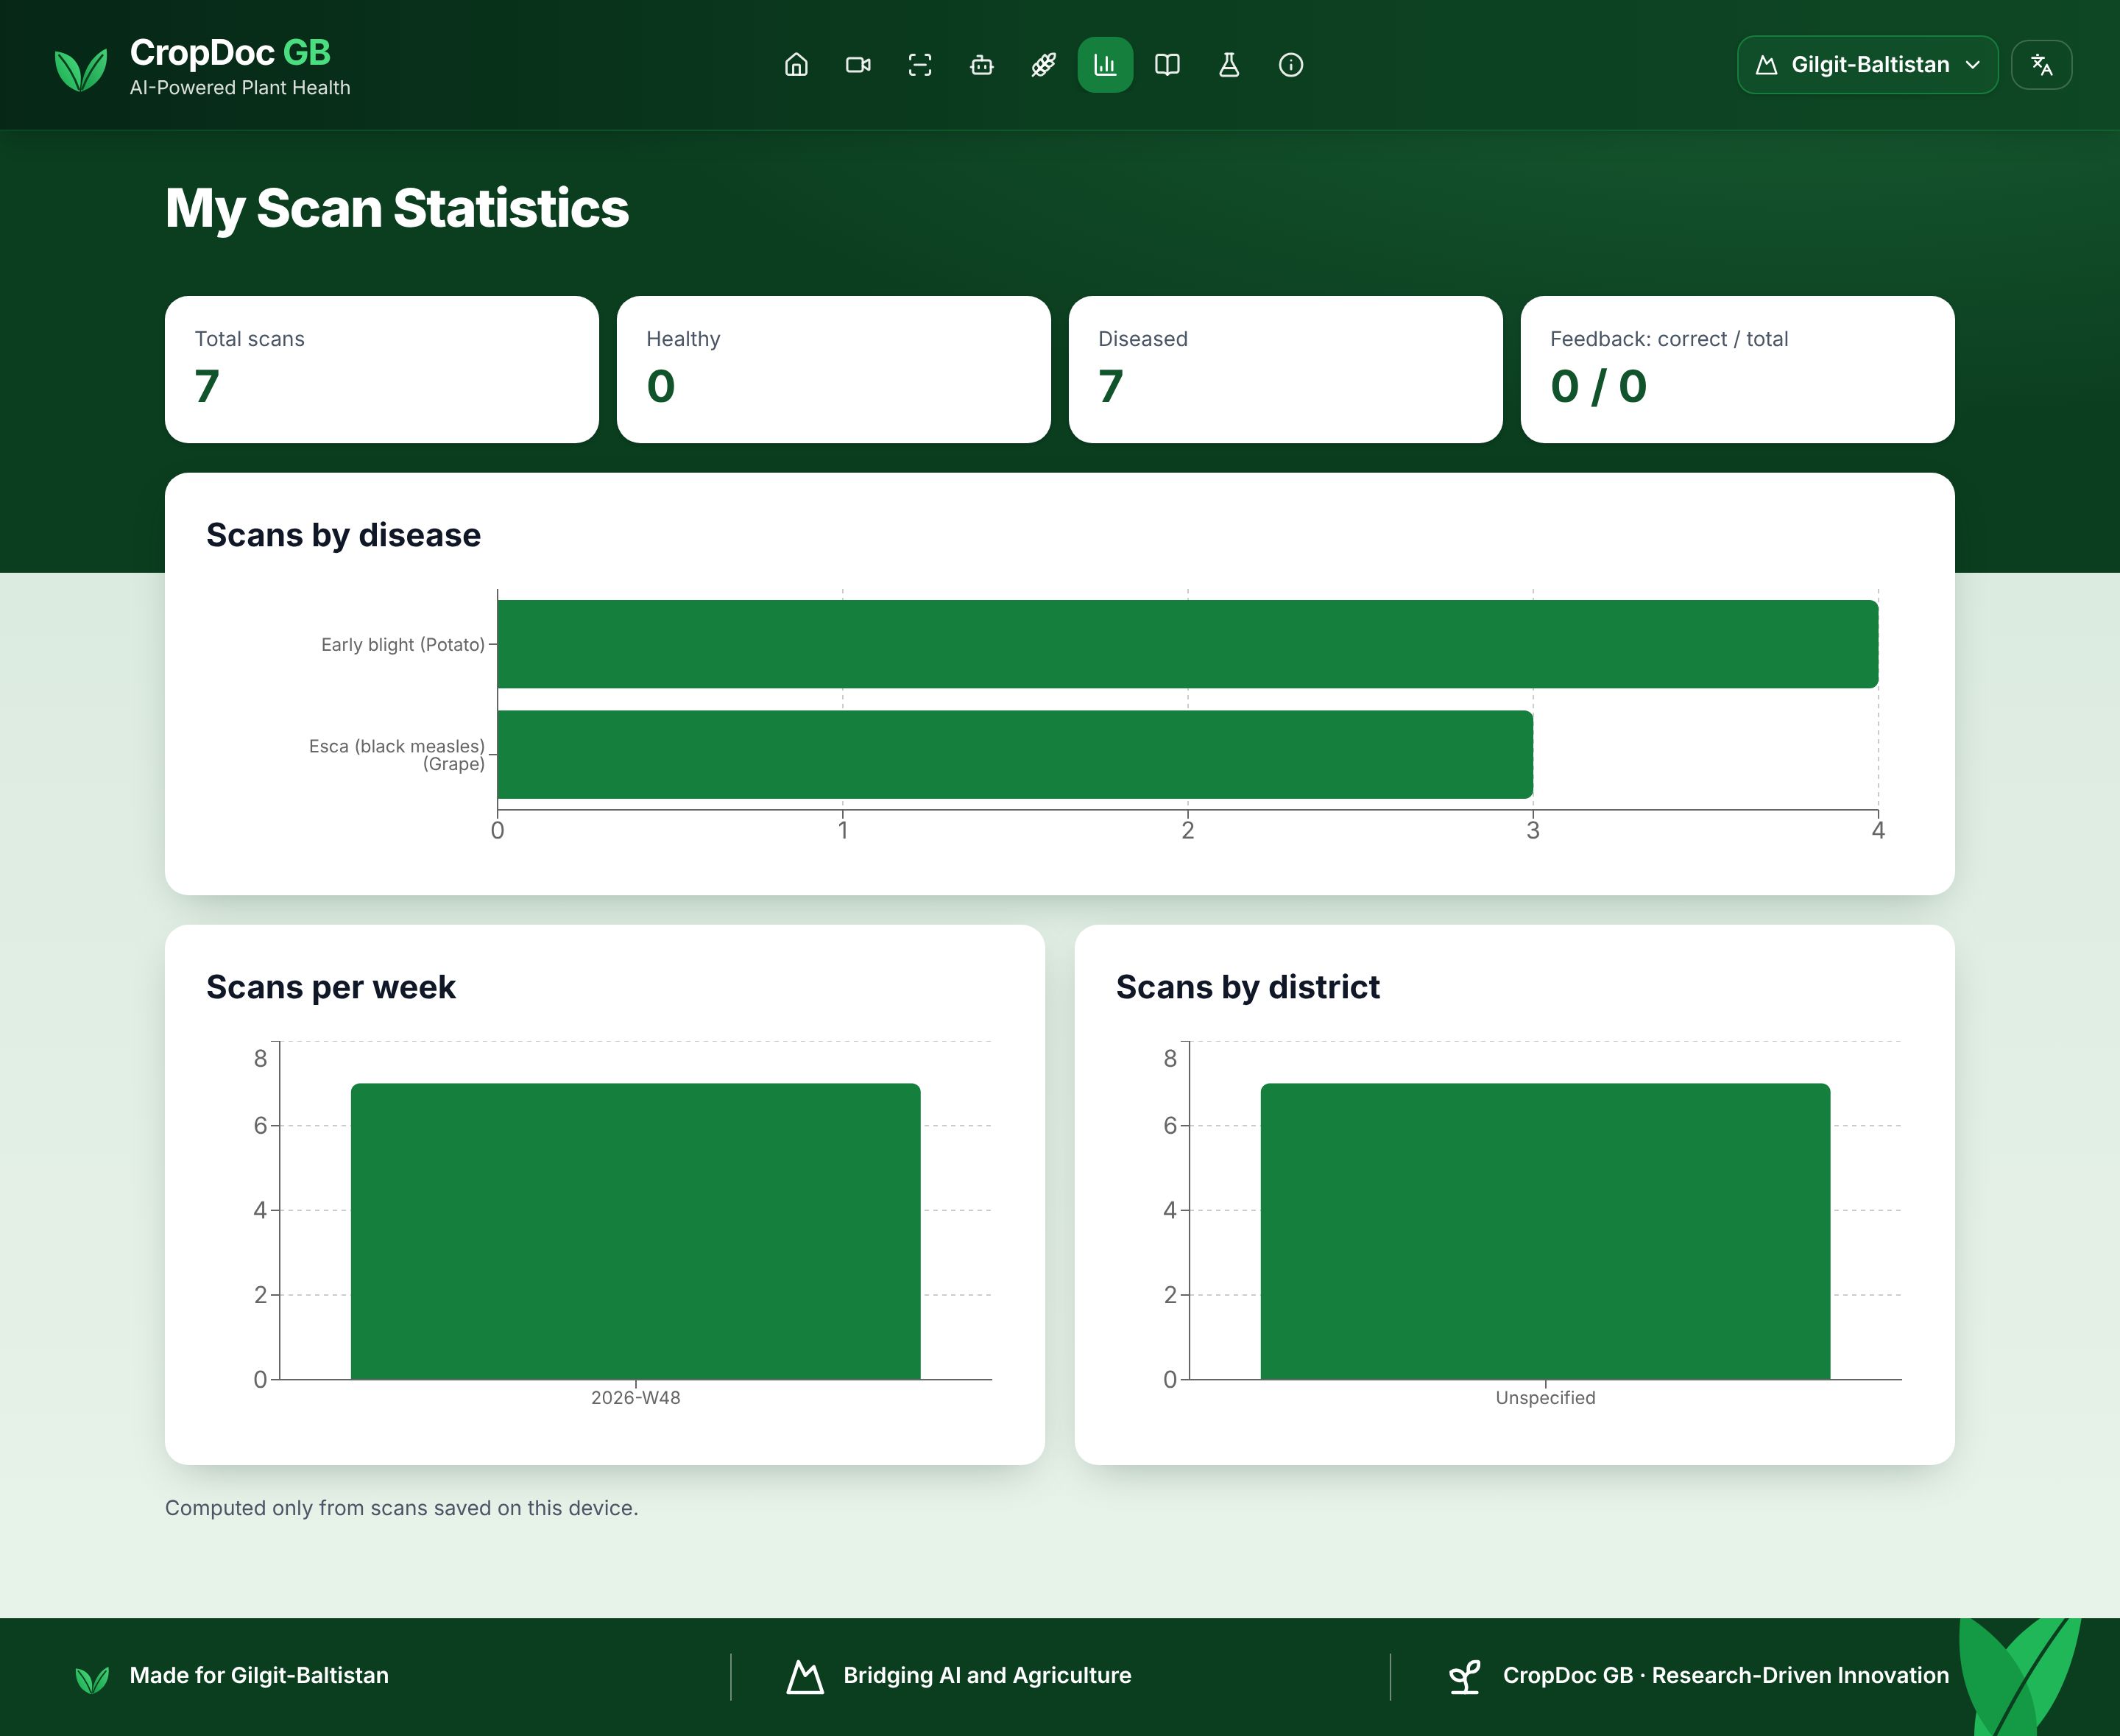 CropDoc GB
AI-Powered Plant Health
Gilgit-Baltistan
My Scan Statistics
Total scans
7
Healthy
0
Diseased
7
Feedback: correct / total
0 / 0
Scans by disease
Early blight (Potato)
Esca (black measles)
(Grape)
0 1 2 3 4
Scans per week
8
6
4
2
0
2026-W48
Scans by district
8
6
4
2
0
Unspecified
Computed only from scans saved on this device.
Made for Gilgit-Baltistan
Bridging AI and Agriculture
CropDoc GB · Research-Driven Innovation